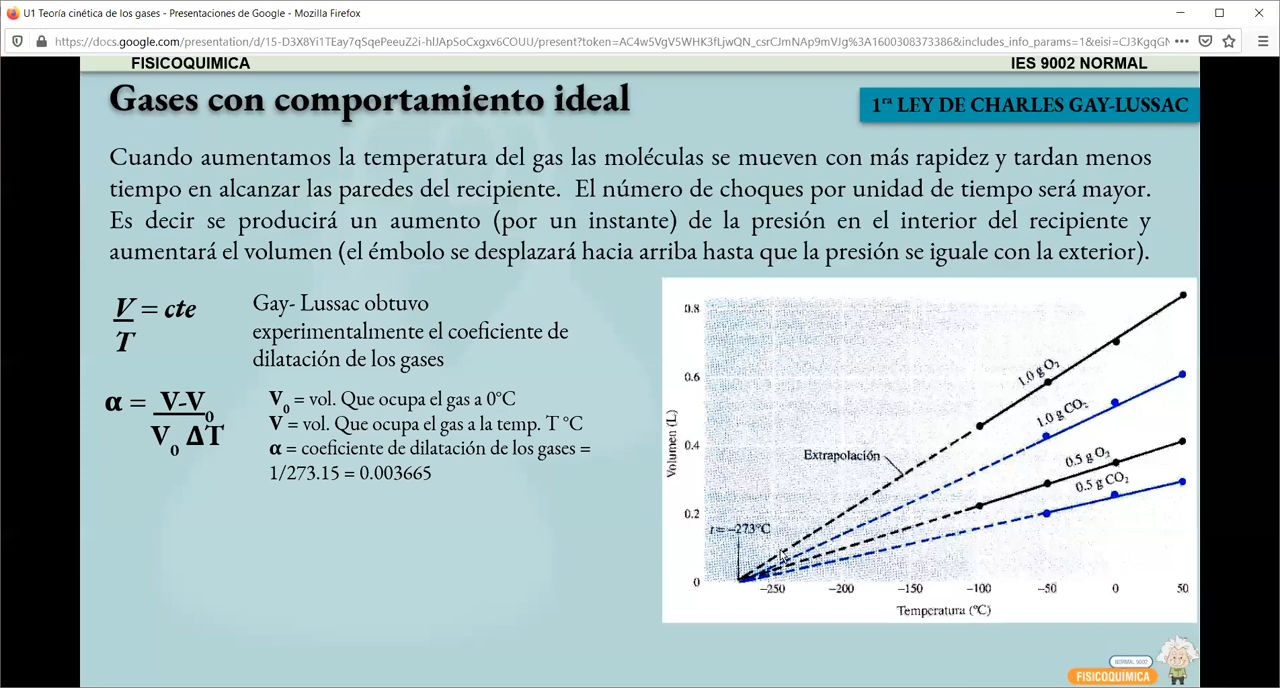 U1 Teoría cinética de los gases - Presentaciones de Google - Mozilla Firefox
https://docs.google.com/presentation/d/15-D3X8Yi1TEay7qSqePeeuZ2i-hIJApSoCxgxv6COUU/present?token=AC4w5VgV5WHK3fLjwQN_csrCJmNAp9mVJg%3A1600308373386&includes_info_params=1&eisi=CJ3KgqGN
FISICOQUIMICA
IES 9002 NORMAL
Gases con comportamiento ideal
1ra LEY DE CHARLES GAY-LUSSAC
Cuando aumentamos la temperatura del gas las moléculas se mueven con más rapidez y tardan menos
tiempo en alcanzar las paredes del recipiente. El número de choques por unidad de tiempo será mayor.
Es decir se producirá un aumento (por un instante) de la presión en el interior del recipiente y
aumentará el volumen (el émbolo se desplazará hacia arriba hasta que la presión se iguale con la exterior).
V = cte
T
Gay- Lussac obtuvo
experimentalmente el coeficiente de
dilatación de los gases
α = V-V0
V0 ΔT
V0 = vol. Que ocupa el gas a 0°C
V = vol. Que ocupa el gas a la temp. T °C
α = coeficiente de dilatación de los gases =
1/273.15 = 0.003665
0.8
0.6
0.4
0.2
0
Volumen (L)
1.0 g O2
1.0 g CO2
0.5 g O2
0.5 g CO2
Extrapolación
t = -273°C
-250 -200 -150 -100 -50 0 50
Temperatura (°C)
NORMAL 9002
FISICOQUÍMICA